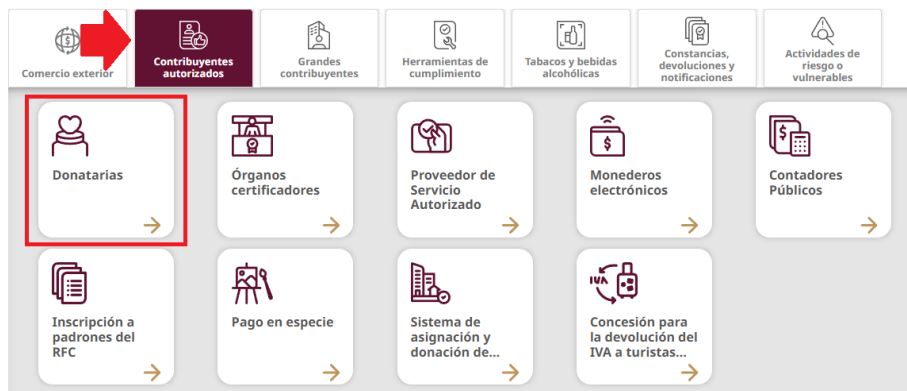 Comercio exterior
Contribuyentes
autorizados
Grandes
contribuyentes
Herramientas de
cumplimiento
Tabacos y bebidas
alcohólicas
Constancias,
devoluciones y
notificaciones
Actividades de
riesgo o
vulnerables
Donatarias
Órganos
certificadores
Proveedor de
Servicio
Autorizado
Monederos
electrónicos
Contadores
Públicos
Inscripción a
padrones del
RFC
Pago en especie
Sistema de
asignación y
donación de...
IVA
Concesión para
la devolución del
IVA a turistas...